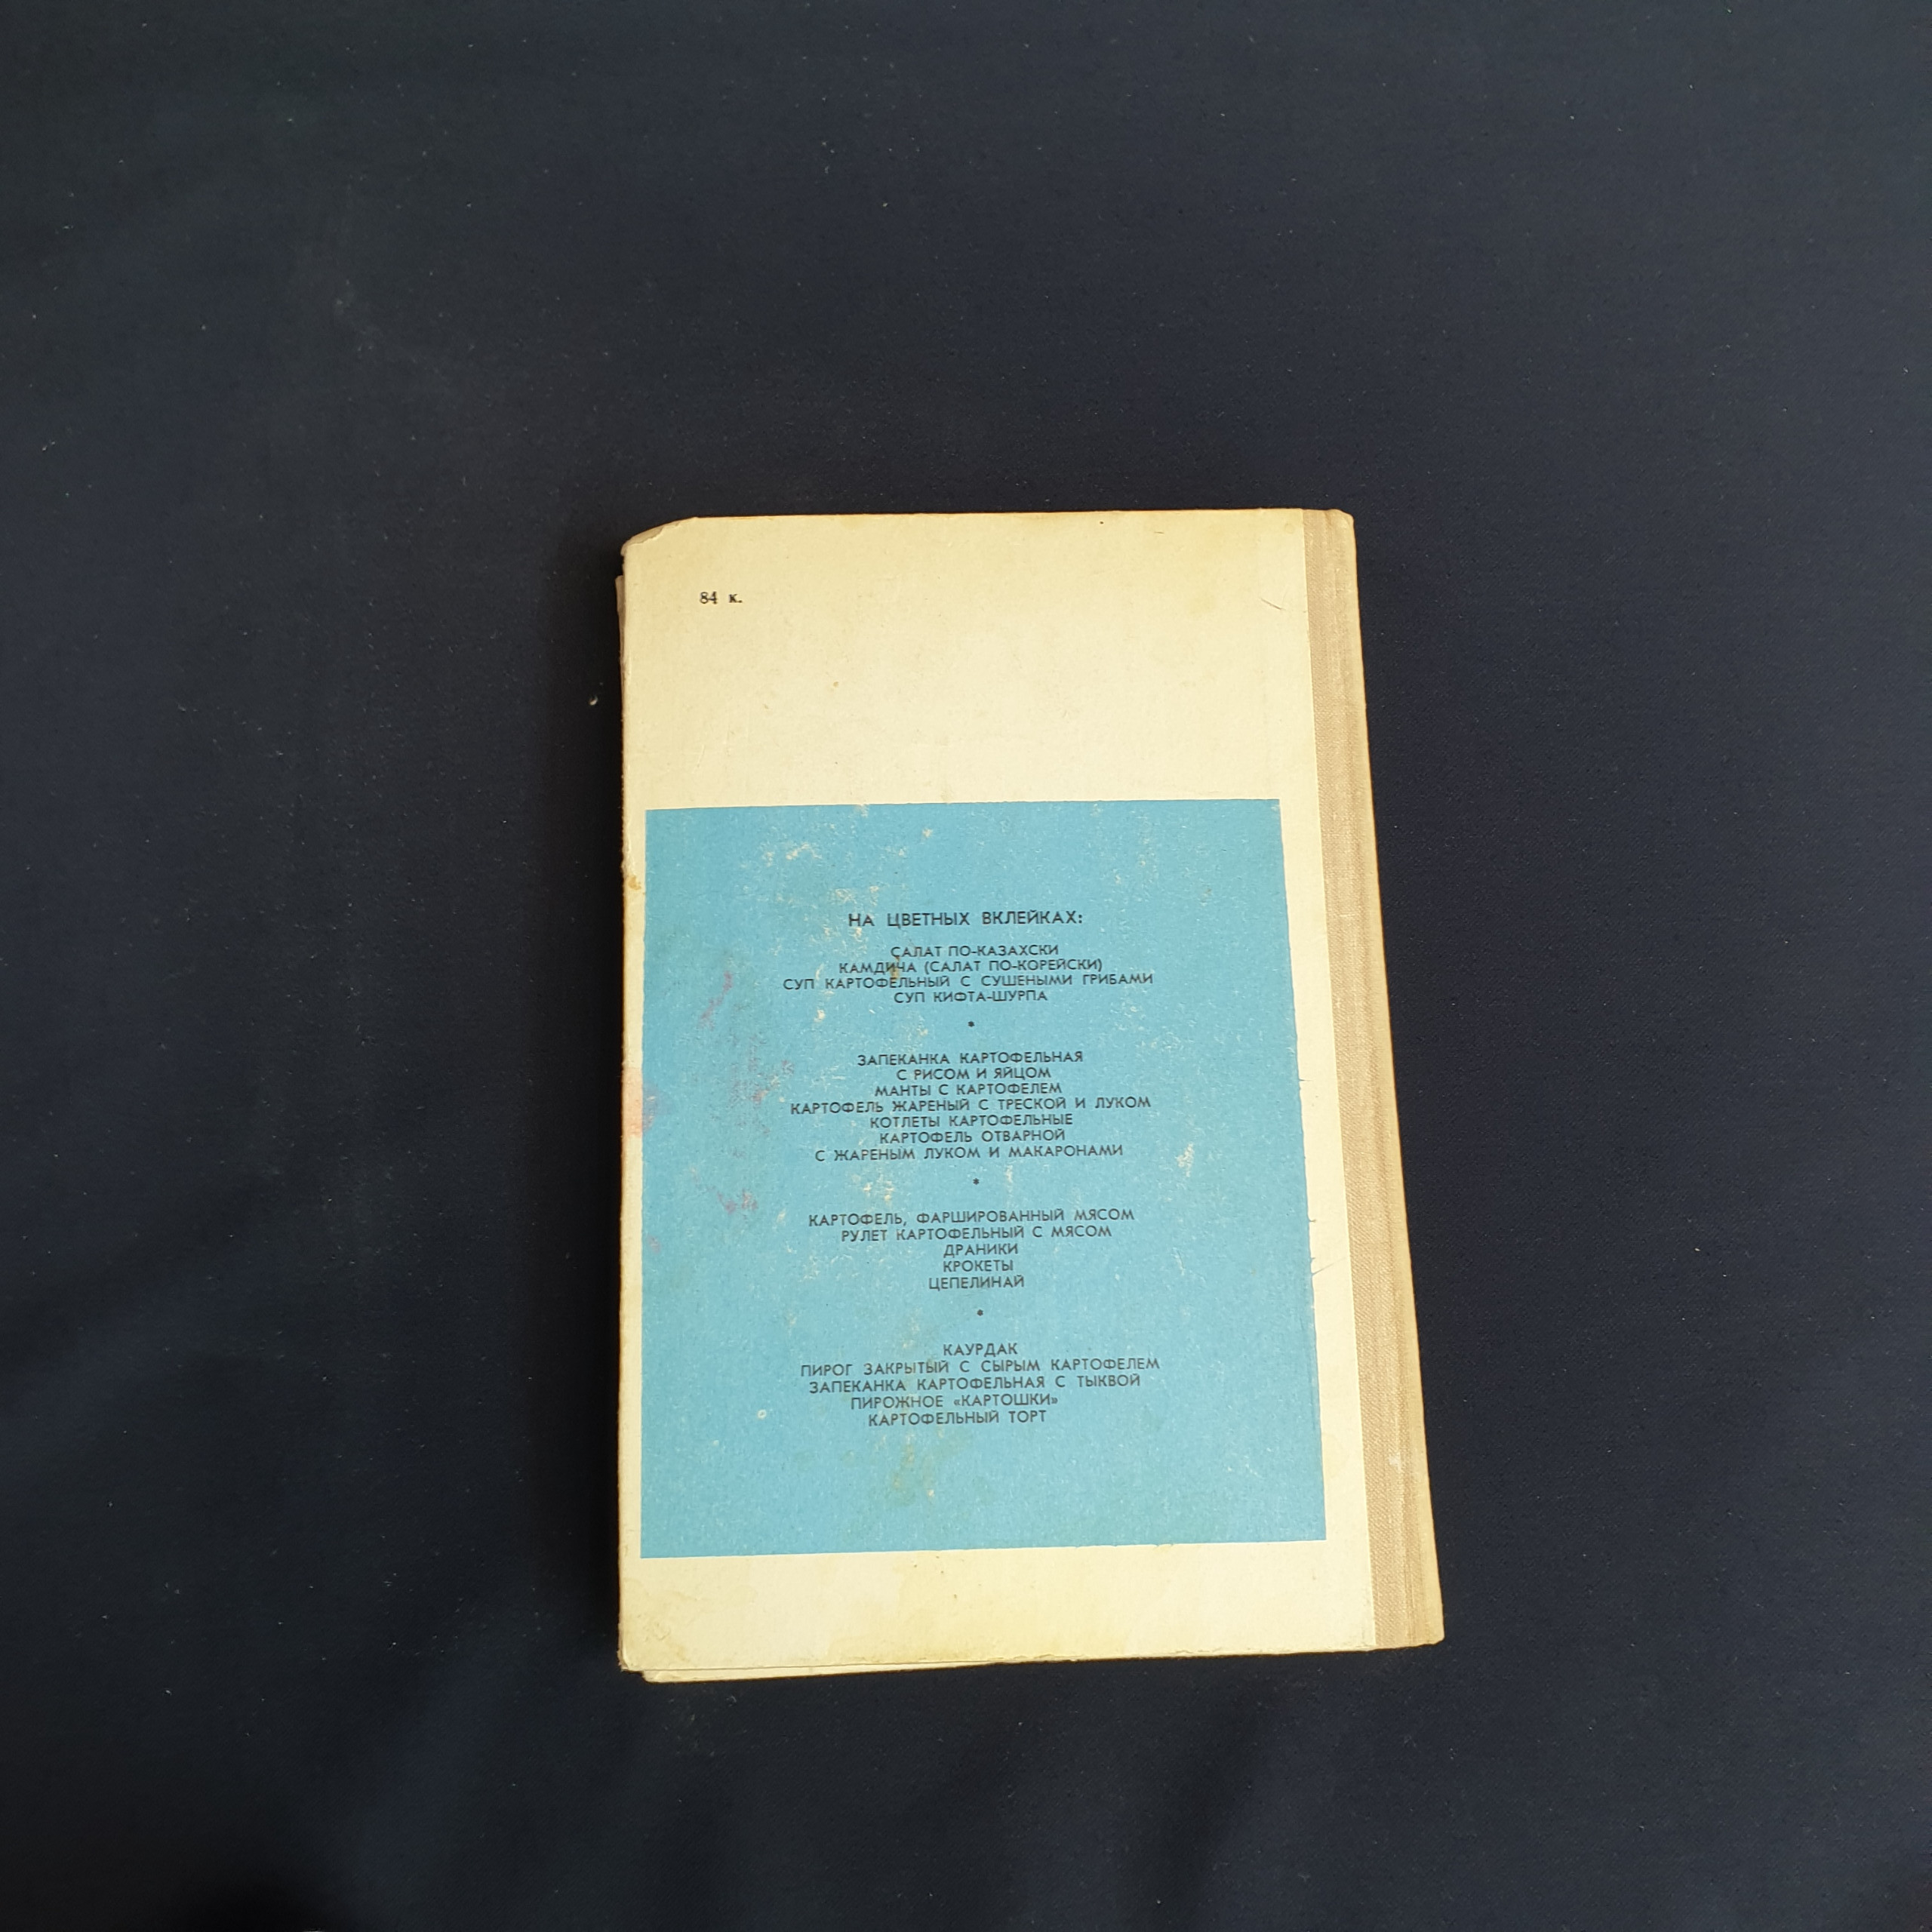 84 к.
НА ЦВЕТНЫХ ВКЛЕЙКАХ:
САЛАТ ПО-КАЗАХСКИ
КАМДИЧА (САЛАТ ПО-КОРЕЙСКИ)
СУП КАРТОФЕЛЬНЫЙ С СУШЕНЫМИ ГРИБАМИ
СУП КИФТА-ШУРПА
*
ЗАПЕКАНКА КАРТОФЕЛЬНАЯ
С РИСОМ И ЯЙЦОМ
МАНТЫ С КАРТОФЕЛЕМ
КАРТОФЕЛЬ ЖАРЕНЫЙ С ТРЕСКОЙ И ЛУКОМ
КОТЛЕТЫ КАРТОФЕЛЬНЫЕ
КАРТОФЕЛЬ ОТВАРНОЙ
С ЖАРЕНЫМ ЛУКОМ И МАКАРОНАМИ
*
КАРТОФЕЛЬ, ФАРШИРОВАННЫЙ МЯСОМ
РУЛЕТ КАРТОФЕЛЬНЫЙ С МЯСОМ
ДРАНИКИ
КРОКЕТЫ
ЦЕПЕЛИНАЙ
*
КАУРДАК
ПИРОГ ЗАКРЫТЫЙ С СЫРЫМ КАРТОФЕЛЕМ
ЗАПЕКАНКА КАРТОФЕЛЬНАЯ С ТЫКВОЙ
ПИРОЖНОЕ «КАРТОШКИ»
КАРТОФЕЛЬНЫЙ ТОРТ